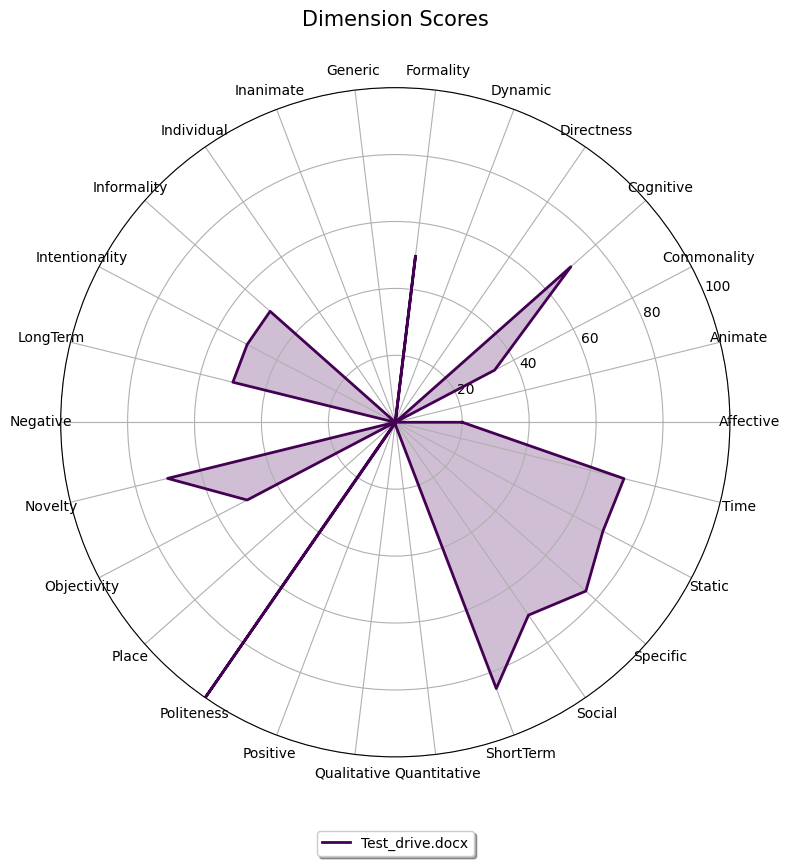 Dimension Scores
Generic
Formality
Inanimate
Dynamic
Individual
Directness
Informality
Cognitive
Intentionality
Commonality
100
80
LongTerm
Animate
60
40
20
Negative
Affective
Novelty
Time
Objectivity
Static
Place
Specific
Politeness
Social
Positive
ShortTerm
Qualitative
Quantitative
Test_drive.docx